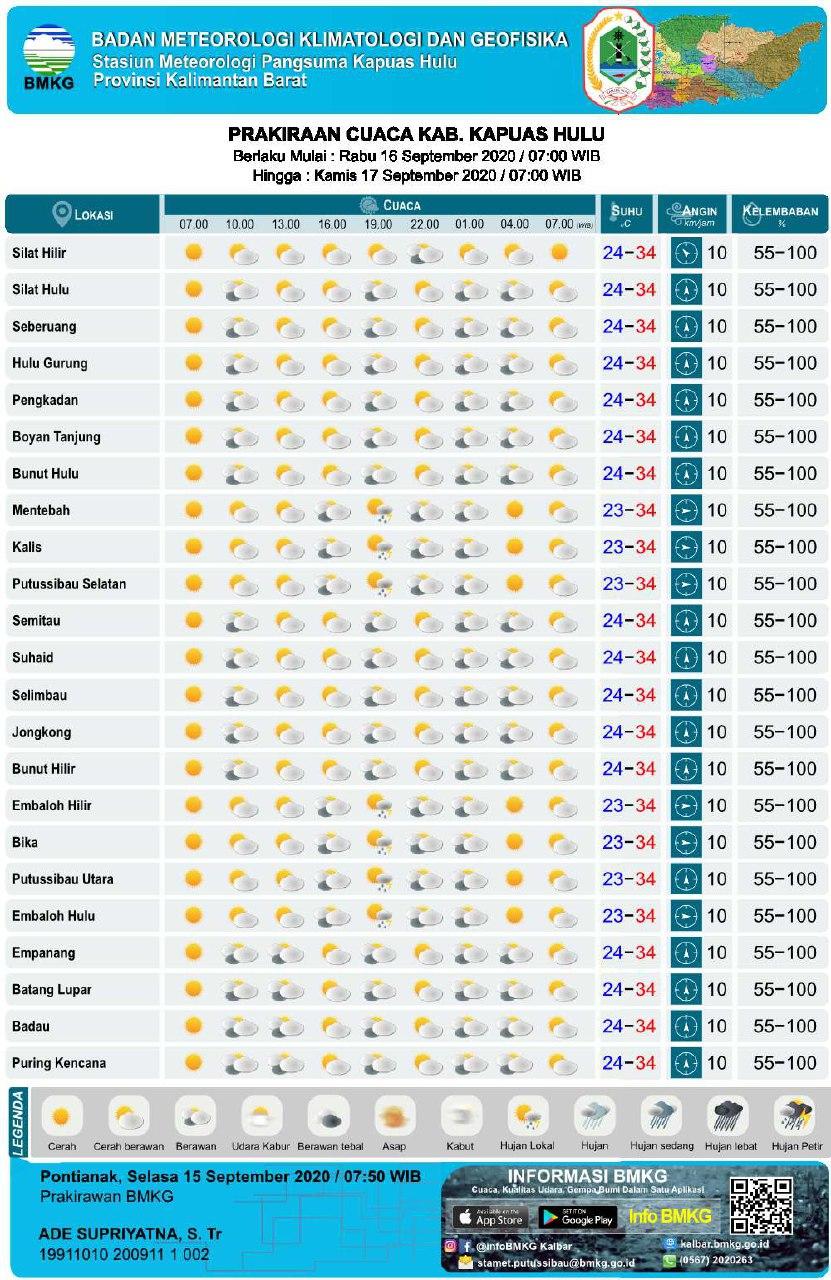 BMKG
BADAN METEOROLOGI KLIMATOLOGI DAN GEOFISIKA
Stasiun Meteorologi Pangsuma Kapuas Hulu
Provinsi Kalimantan Barat
PRAKIRAAN CUACA KAB. KAPUAS HULU
Berlaku Mulai : Rabu 16 September 2020 / 07:00 WIB
Hingga : Kamis 17 September 2020 / 07:00 WIB
LOKASI CUACA SUHU °C ANGIN km/jam KELEMBABAN %
07.00 10.00 13.00 16.00 19.00 22.00 01.00 04.00 07.00 (WIB)
Silat Hilir 24-34 10 55-100
Silat Hulu 24-34 10 55-100
Seberuang 24-34 10 55-100
Hulu Gurung 24-34 10 55-100
Pengkadan 24-34 10 55-100
Boyan Tanjung 24-34 10 55-100
Bunut Hulu 24-34 10 55-100
Mentebah 23-34 10 55-100
Kalis 23-34 10 55-100
Putussibau Selatan 23-34 10 55-100
Semitau 24-34 10 55-100
Suhaid 24-34 10 55-100
Selimbau 24-34 10 55-100
Jongkong 24-34 10 55-100
Bunut Hilir 24-34 10 55-100
Embaloh Hilir 23-34 10 55-100
Bika 23-34 10 55-100
Putussibau Utara 23-34 10 55-100
Embaloh Hulu 23-34 10 55-100
Empanang 24-34 10 55-100
Batang Lupar 24-34 10 55-100
Badau 24-34 10 55-100
Puring Kencana 24-34 10 55-100
LEGENDA
Cerah Cerah berawan Berawan Udara Kabur Berawan tebal Asap Kabut Hujan Lokal Hujan Hujan sedang Hujan lebat Hujan Petir
Pontianak, Selasa 15 September 2020 / 07:50 WIB
Prakirawan BMKG
ADE SUPRIYATNA, S. Tr
19911010 200911 1 002
INFORMASI BMKG
Cuaca, Kualitas Udara, Gempa Bumi Dalam Satu Aplikasi
Available on the App Store GET IT ON Google Play Info BMKG
@infoBMKG Kalbar kalbar.bmkg.go.id
stamet.putussibau@bmkg.go.id (0567) 2020263